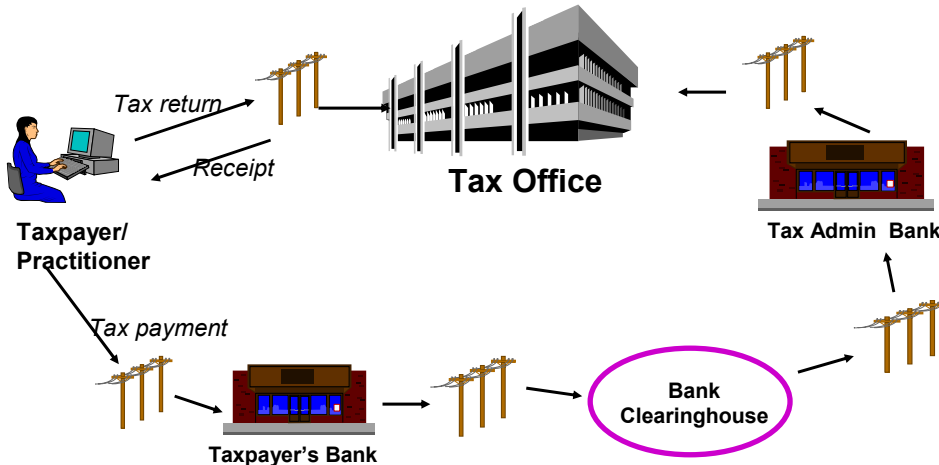 Tax return
Receipt
Tax Office
Taxpayer/
Practitioner
Tax Admin Bank
Tax payment
Bank
Clearinghouse
Taxpayer's Bank